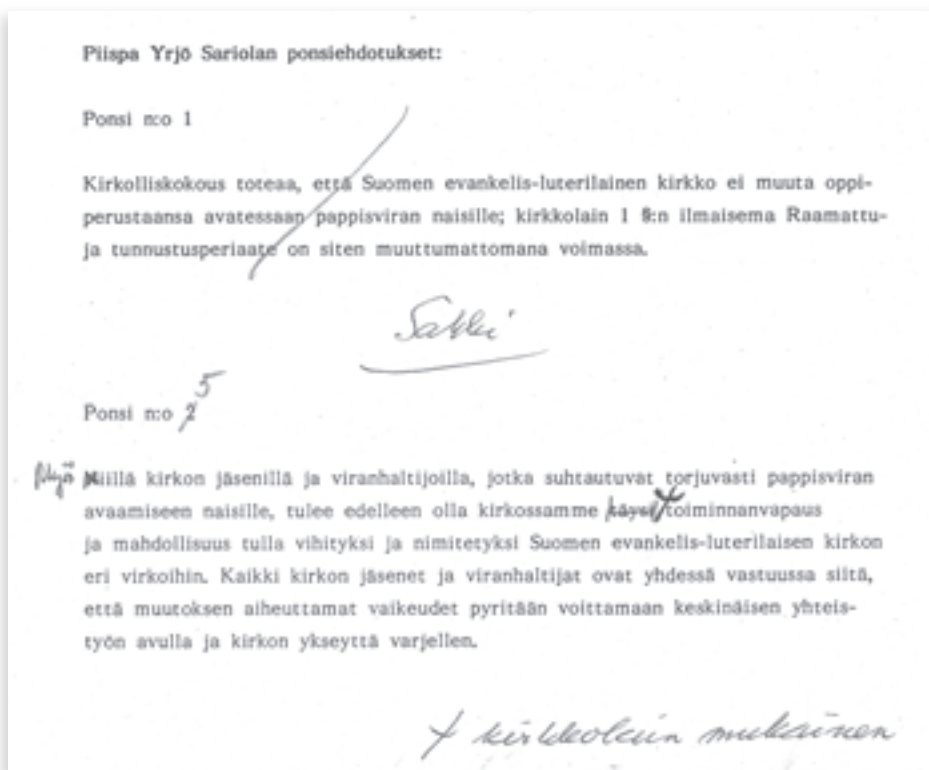 Piispa Yrjö Sariolan ponsiehdotukset:
Ponsi n:o 1
Kirkolliskokous toteaa, että Suomen evankelis-luterilainen kirkko ei muuta oppi-
perustaansa avatessaan pappisviran naisille; kirkkolain 1 §:n ilmaisema Raamattu-
ja tunnustusperiaate on siten muuttumattomana voimassa.
5
Ponsi n:o 2
Myö Niillä kirkon jäsenillä ja viranhaltijoilla, jotka suhtautuvat torjuvasti pappisviran
avaamiseen naisille, tulee edelleen olla kirkossamme toiminnanvapaus
ja mahdollisuus tulla vihityksi ja nimitetyksi Suomen evankelis-luterilaisen kirkon
eri virkoihin. Kaikki kirkon jäsenet ja viranhaltijat ovat yhdessä vastuussa siitä,
että muutoksen aiheuttamat vaikeudet pyritään voittamaan keskinäisen yhteis-
työn avulla ja kirkon ykseyttä varjellen.
+ kirkkolain mukainen